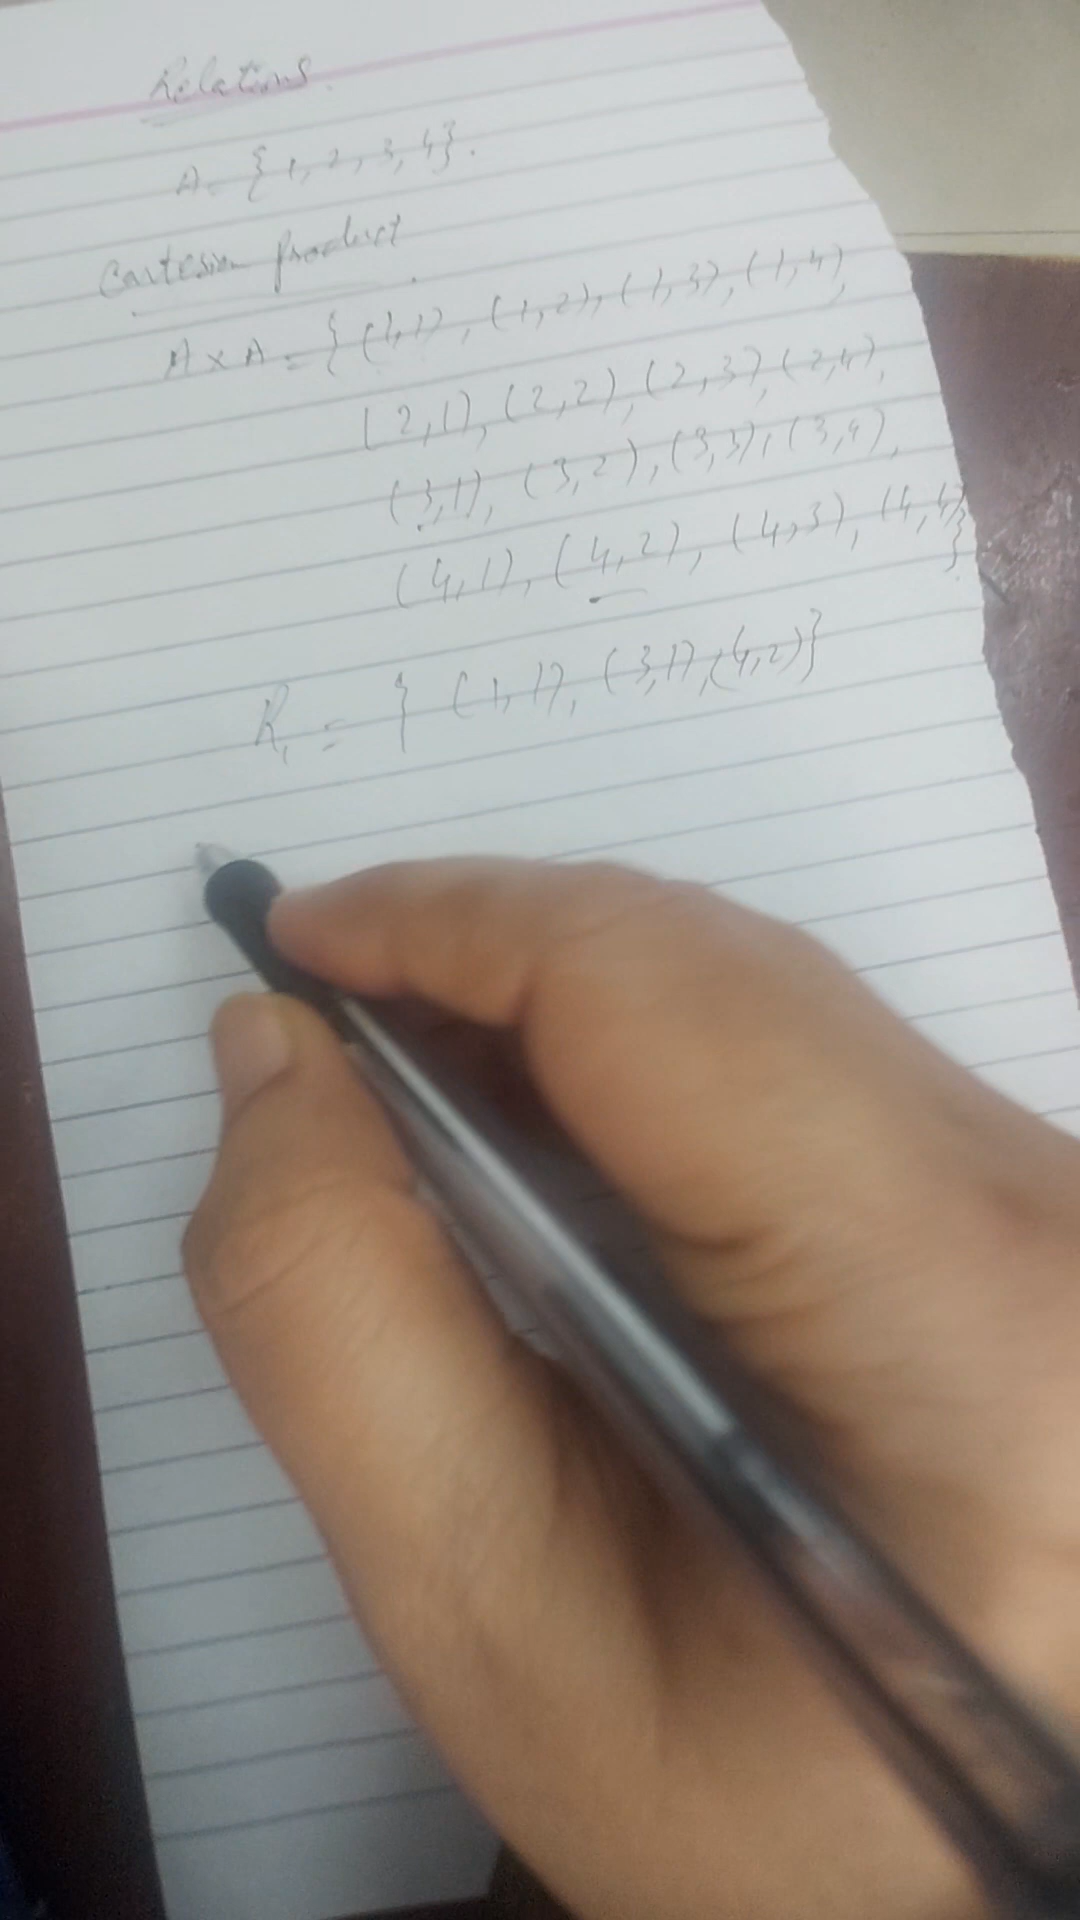 Relations.
A = {1, 2, 3, 4}.
Cartesian product
A × A = {(1,1), (1,2), (1,3), (1,4),
(2,1), (2,2), (2,3), (2,4),
(3,1), (3,2), (3,3), (3,4),
(4,1), (4,2), (4,3), (4,4)}
R₁ = { (1,1), (3,1), (4,2)}